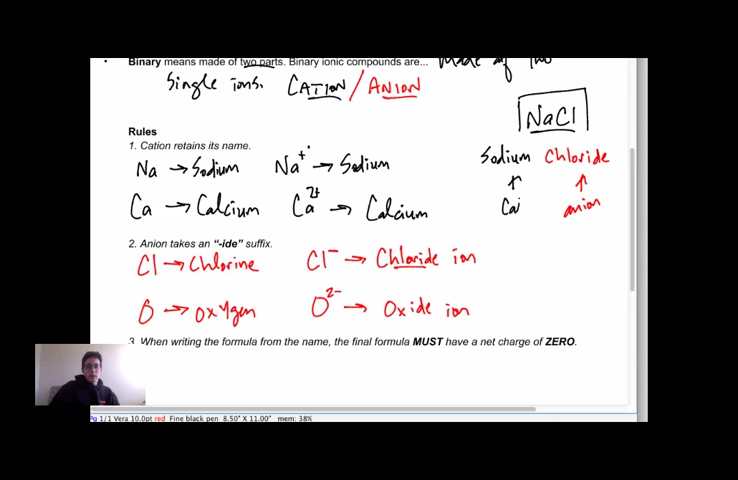 Binary means made of two parts. Binary ionic compounds are... Made of Two
single ions. CATION / ANION
NaCl
Rules
1. Cation retains its name.
Na → Sodium Na+ → Sodium
Sodium Chloride
Ca → Calcium Ca2+ → Calcium
Cat anion
2. Anion takes an “-ide” suffix.
Cl → Chlorine Cl− → Chloride ion
O → Oxygen O2− → Oxide ion
3. When writing the formula from the name, the final formula MUST have a net charge of ZERO.
Pg 1/1 Vera 10.0pt red Fine black pen 8.50" X 11.00" mem: 38%